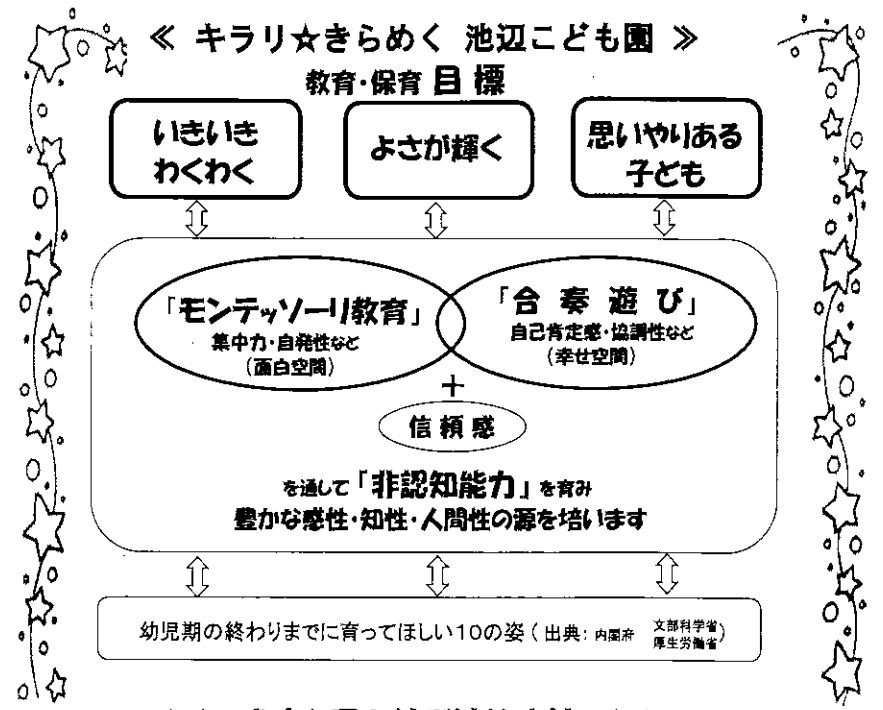 ≪ キラリ☆きらめく 池辺こども園 ≫
教育・保育 目 標
いきいき
わくわく
よさが輝く
思いやりある
子ども
「モンテッソーリ教育」
集中力・自発性など
(面白空間)
「合 奏 遊 び」
自己肯定感・協調性など
(幸せ空間)
+
信 頼 感
を通して「非認知能力」を育み
豊かな感性・知性・人間性の源を培います
幼児期の終わりまでに育ってほしい10の姿 ( 出典: 内閣府 文部科学省 厚生労働省)